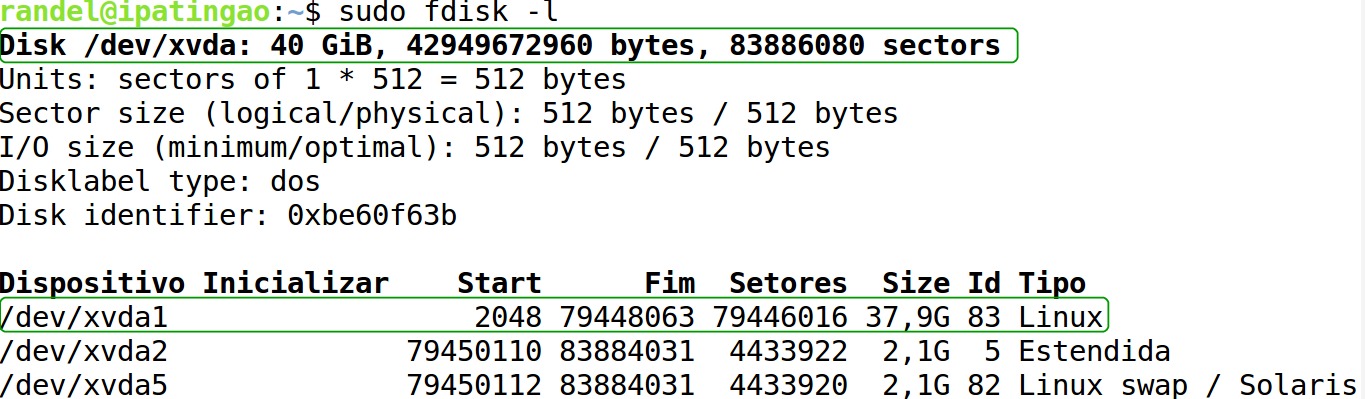 randel@ipatingao:~$ sudo fdisk -l
Disk /dev/xvda: 40 GiB, 42949672960 bytes, 83886080 sectors
Units: sectors of 1 * 512 = 512 bytes
Sector size (logical/physical): 512 bytes / 512 bytes
I/O size (minimum/optimal): 512 bytes / 512 bytes
Disklabel type: dos
Disk identifier: 0xbe60f63b
Dispositivo Inicializar    Start      Fim  Setores  Size Id Tipo
/dev/xvda1                  2048 79448063 79446016 37,9G 83 Linux
/dev/xvda2              79450110 83884031  4433922  2,1G  5 Estendida
/dev/xvda5              79450112 83884031  4433920  2,1G 82 Linux swap / Solaris